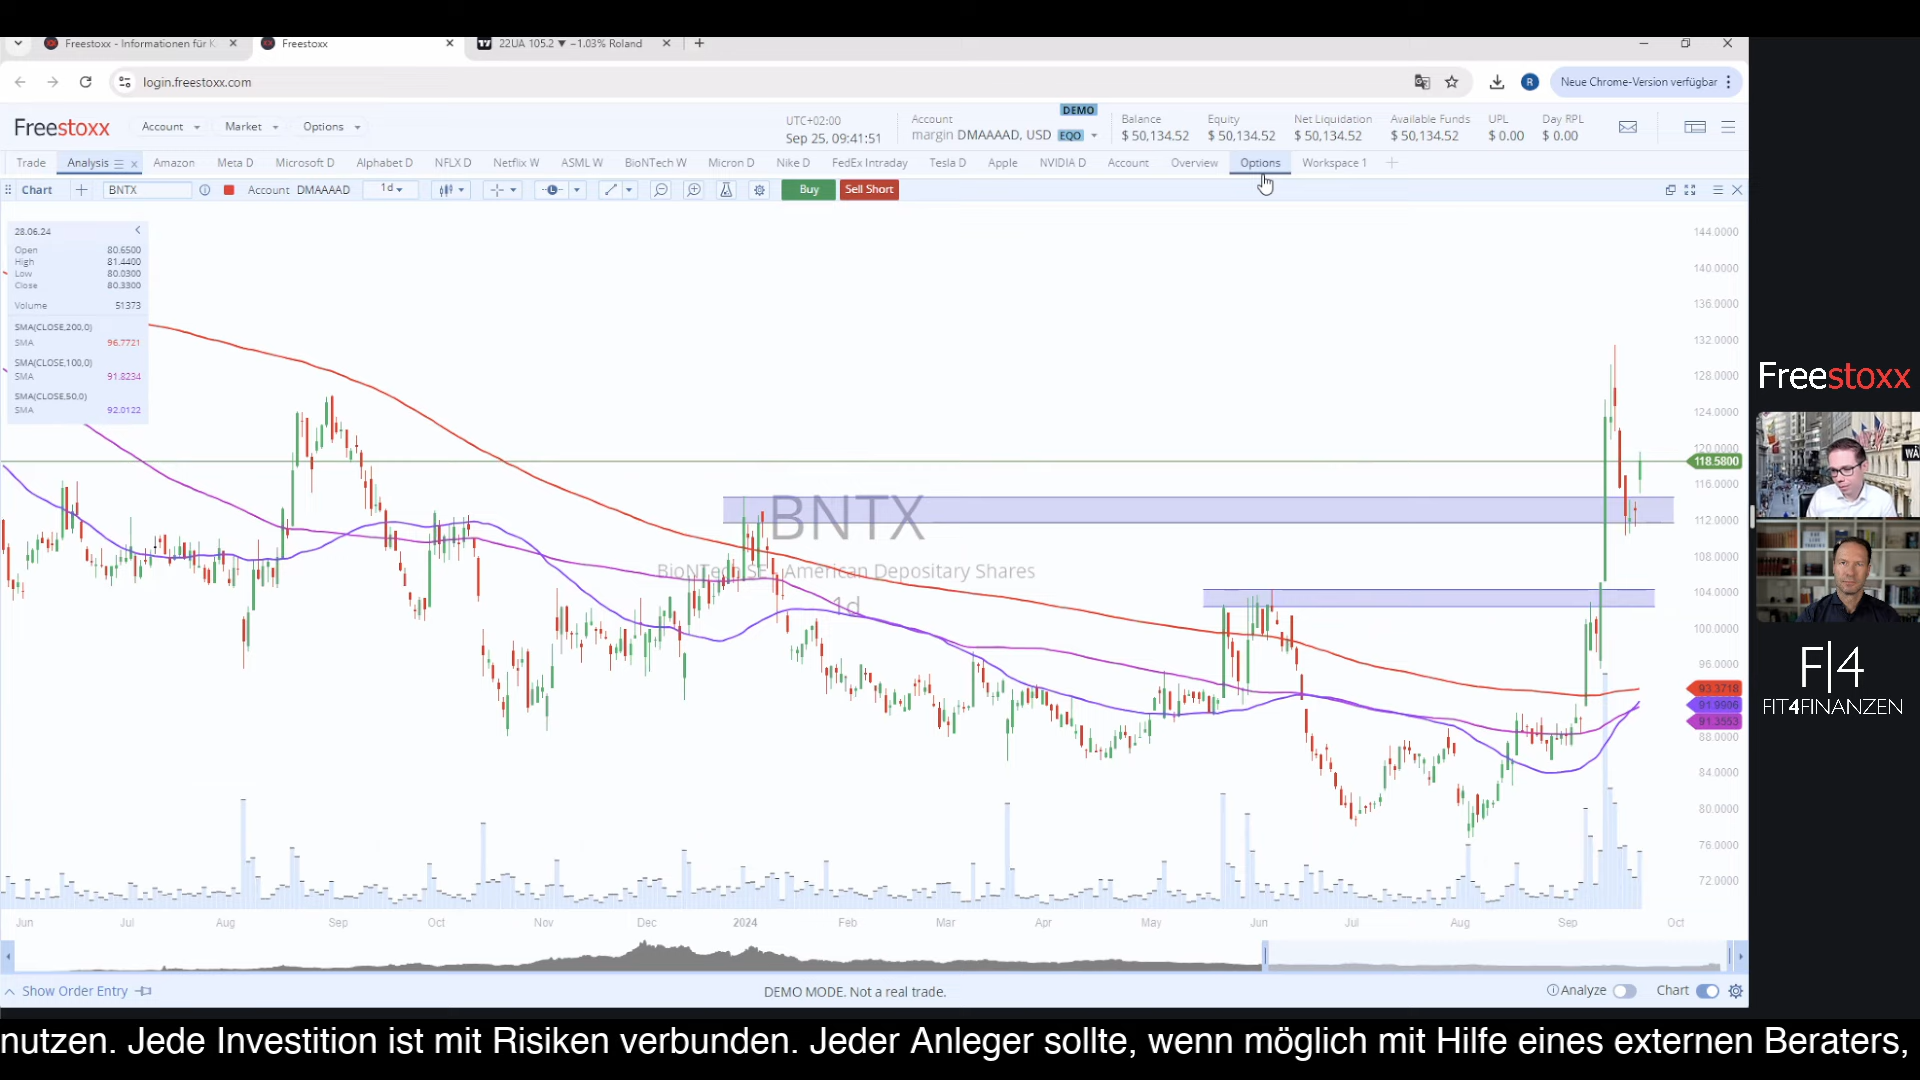 Freestoxx - Informationen für K
Freestoxx
22UA 105.2 ▼ −1.03% Roland
login.freestoxx.com
R
Neue Chrome-Version verfügbar
Freestoxx
Account
Market
Options
UTC+02:00
Sep 25, 09:41:51
DEMO
Account
margin DMAAAAD, USD EQO
Balance
$ 50,134.52
Equity
$ 50,134.52
Net Liquidation
$ 50,134.52
Available Funds
$ 50,134.52
UPL
$ 0.00
Day RPL
$ 0.00
Trade
Analysis
Amazon
Meta D
Microsoft D
Alphabet D
NFLX D
Netflix W
ASML W
BioNTech W
Micron D
Nike D
FedEx Intraday
Tesla D
Apple
NVIDIA D
Account
Overview
Options
Workspace 1
Chart
BNTX
Account DMAAAAD
1d
Buy
Sell Short
28.06.24
Open 80.6500
High 81.4400
Low 80.0300
Close 80.3300
Volume 51373
SMA(CLOSE,200,0)
SMA 96.7721
SMA(CLOSE,100,0)
SMA 91.8234
SMA(CLOSE,50,0)
SMA 92.0122
BNTX
BioNTech SE - American Depositary Shares
1d
144.0000
140.0000
136.0000
132.0000
128.0000
124.0000
120.0000
118.5800
116.0000
112.0000
108.0000
104.0000
100.0000
96.0000
93.3718
91.9906
91.3553
88.0000
84.0000
80.0000
76.0000
72.0000
Jun
Jul
Aug
Sep
Oct
Nov
Dec
2024
Feb
Mar
Apr
May
Jun
Jul
Aug
Sep
Oct
Show Order Entry
DEMO MODE. Not a real trade.
Analyze
Chart
Freestoxx
WÄ
F|4
FIT4FINANZEN
nutzen. Jede Investition ist mit Risiken verbunden. Jeder Anleger sollte, wenn möglich mit Hilfe eines externen Beraters,